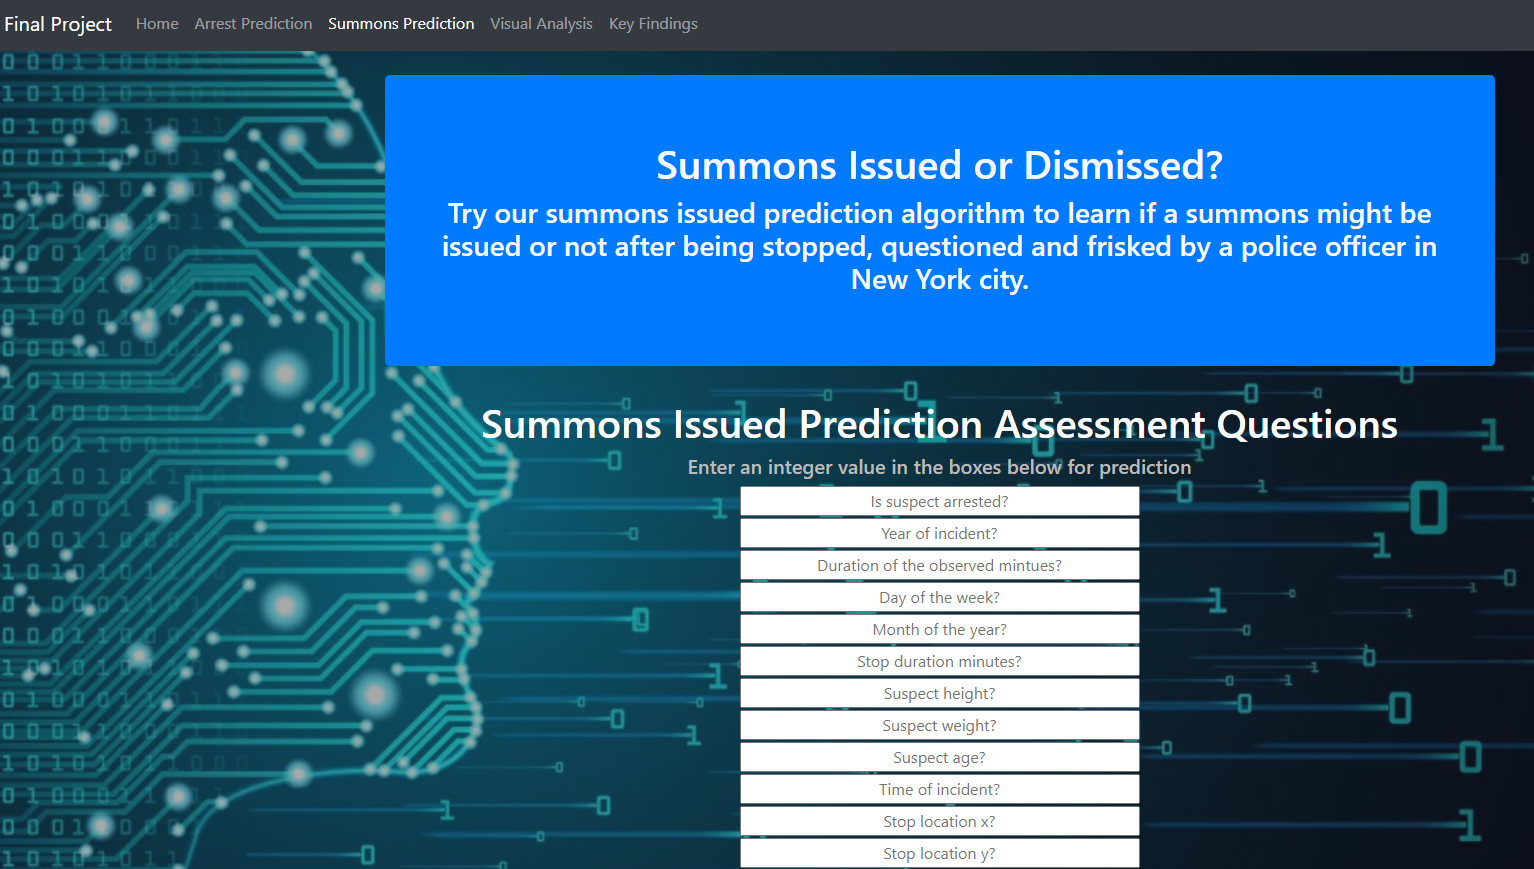 Final Project Home Arrest Prediction Summons Prediction Visual Analysis Key Findings
Summons Issued or Dismissed?
Try our summons issued prediction algorithm to learn if a summons might be
issued or not after being stopped, questioned and frisked by a police officer in
New York city.
Summons Issued Prediction Assessment Questions
Enter an integer value in the boxes below for prediction
Is suspect arrested?
Year of incident?
Duration of the observed mintues?
Day of the week?
Month of the year?
Stop duration minutes?
Suspect height?
Suspect weight?
Suspect age?
Time of incident?
Stop location x?
Stop location y?